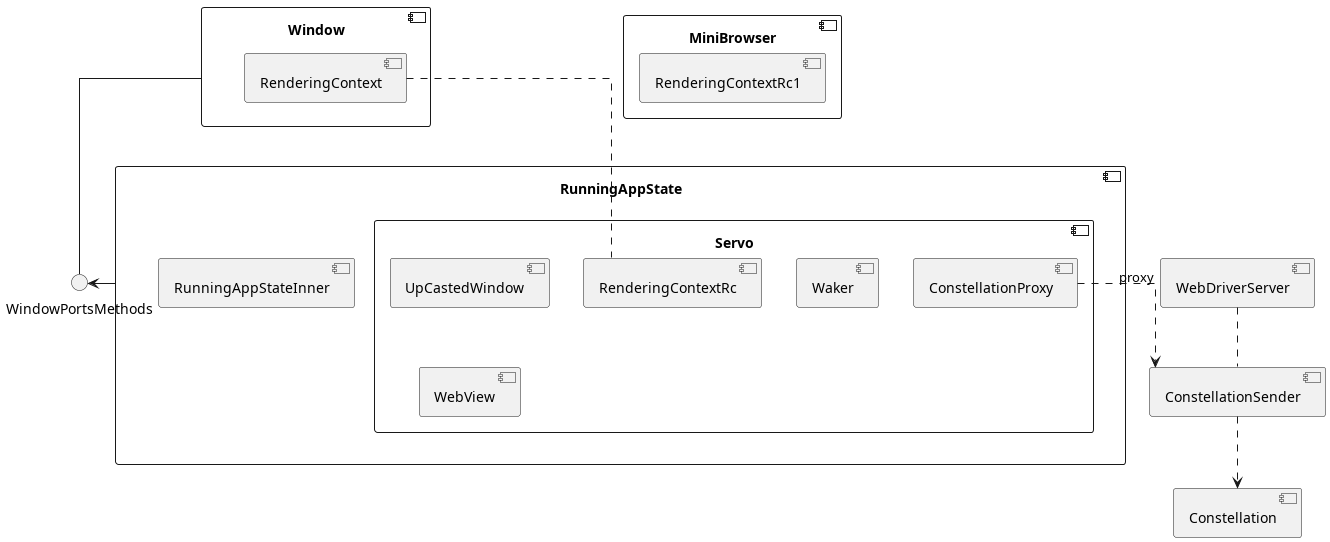 Window
RenderingContext
MiniBrowser
RenderingContextRc1
RunningAppState
Servo
WindowPortsMethods
RunningAppStateInner
UpCastedWindow
RenderingContextRc
Waker
ConstellationProxy
proxy
WebDriverServer
WebView
ConstellationSender
Constellation